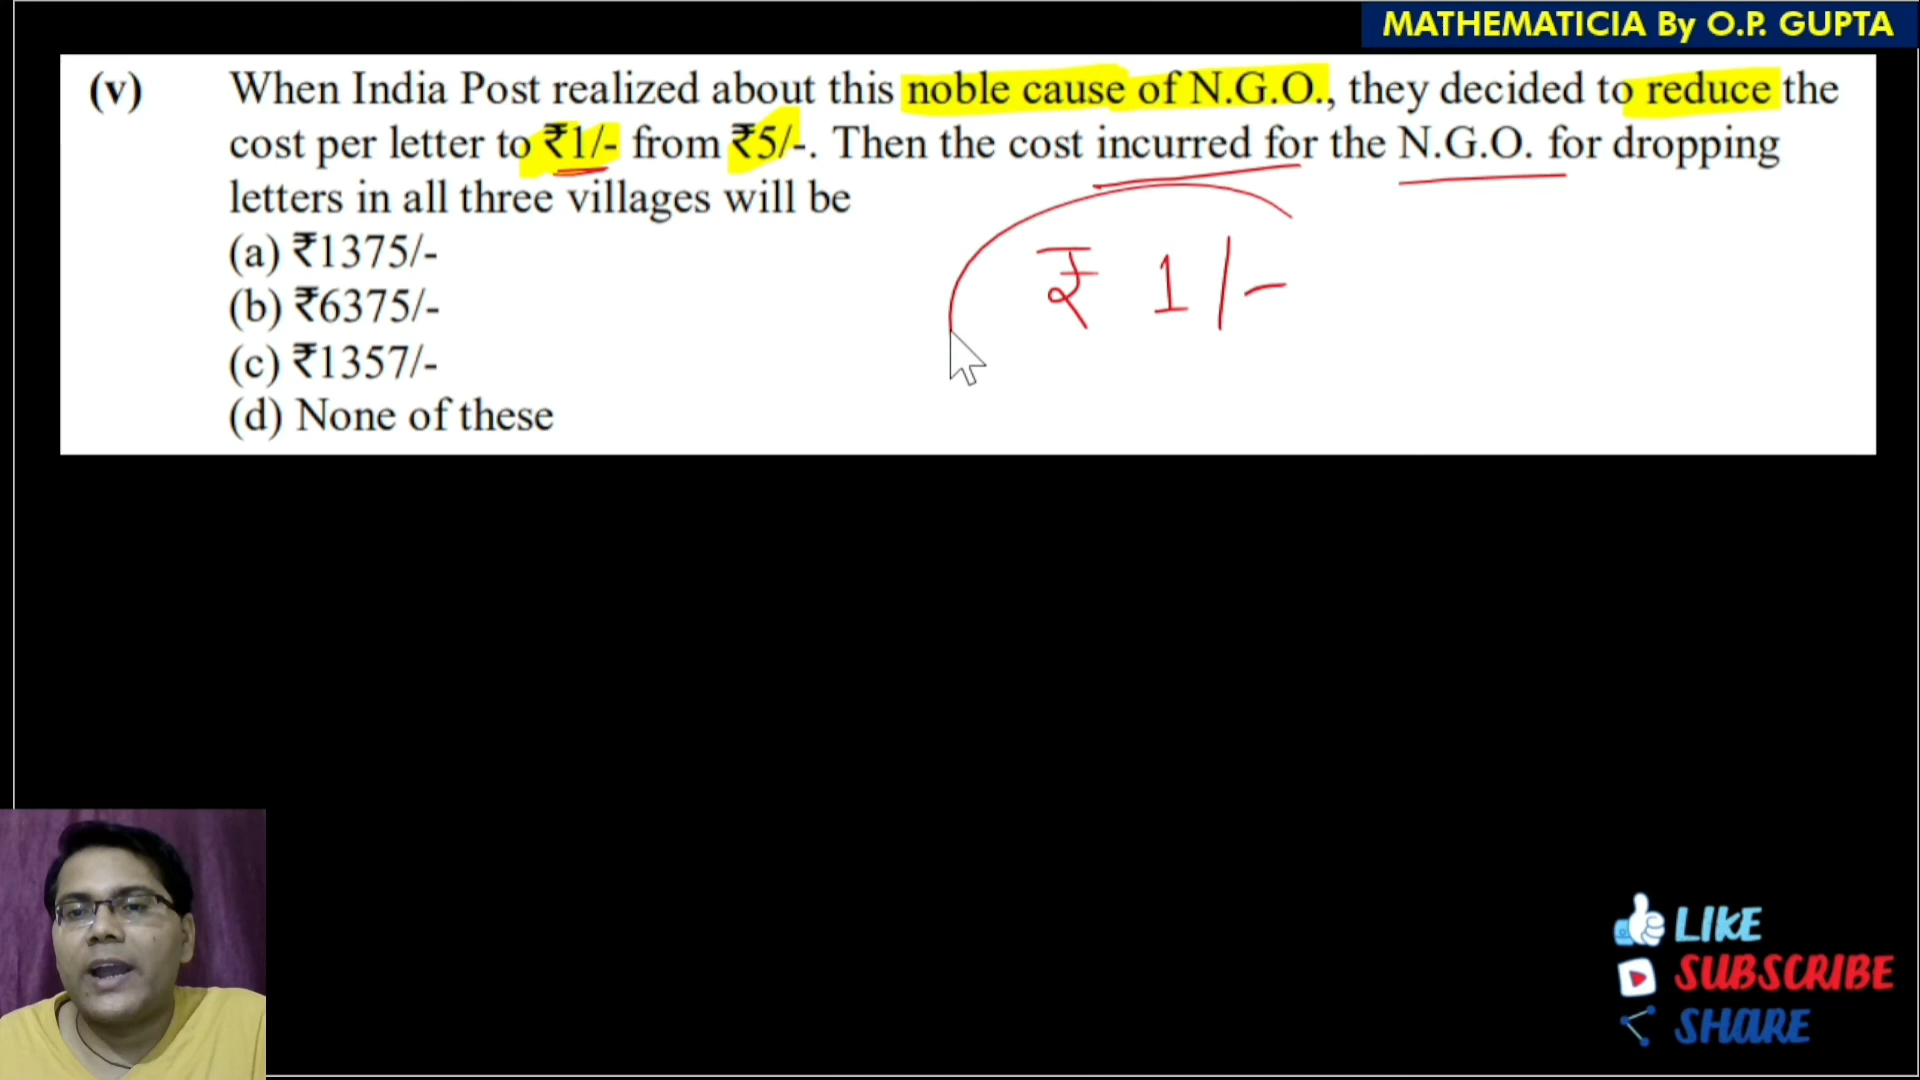 MATHEMATICIA By O.P. GUPTA
(v) When India Post realized about this noble cause of N.G.O., they decided to reduce the
cost per letter to ₹1/- from ₹5/-. Then the cost incurred for the N.G.O. for dropping
letters in all three villages will be
(a) ₹1375/-
₹ 1/-
(b) ₹6375/-
(c) ₹1357/-
(d) None of these
LIKE
SUBSCRIBE
SHARE